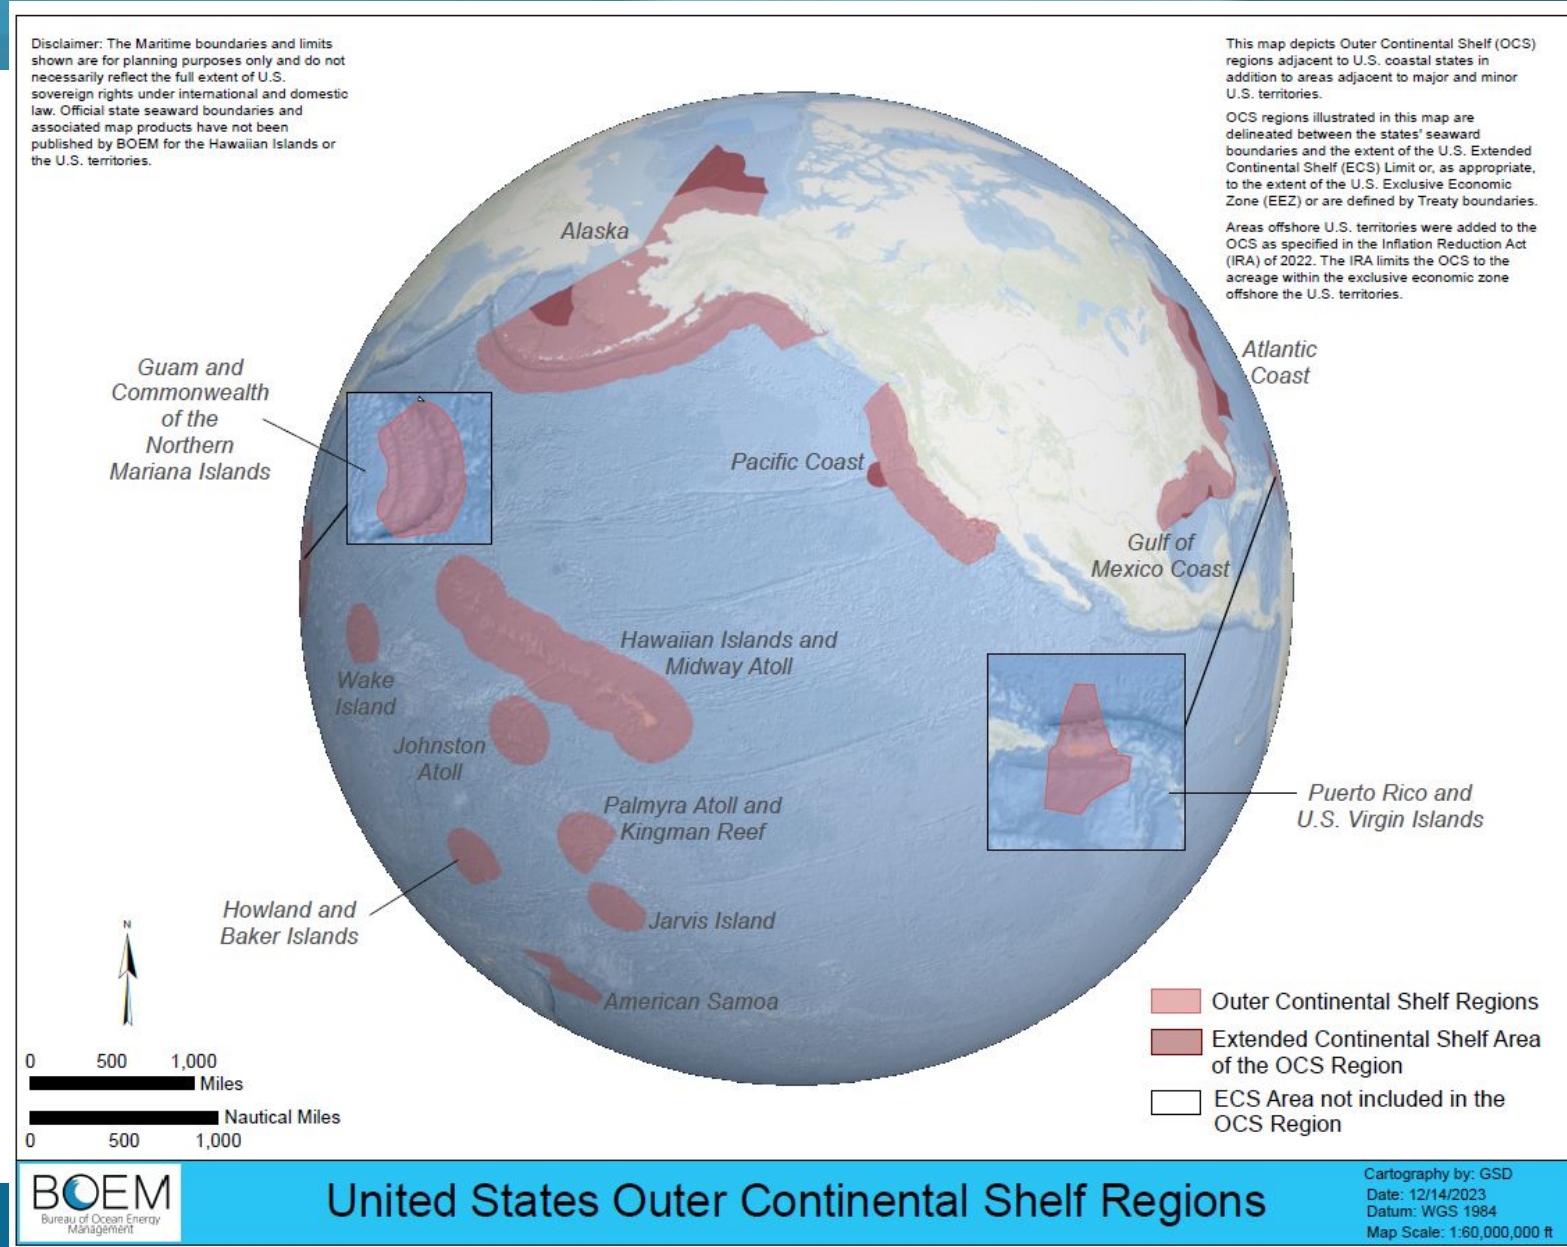 Disclaimer: The Maritime boundaries and limits
shown are for planning purposes only and do not
necessarily reflect the full extent of U.S.
sovereign rights under international and domestic
law. Official state seaward boundaries and
associated map products have not been
published by BOEM for the Hawaiian Islands or
the U.S. territories.
This map depicts Outer Continental Shelf (OCS)
regions adjacent to U.S. coastal states in
addition to areas adjacent to major and minor
U.S. territories.
OCS regions illustrated in this map are
delineated between the states' seaward
boundaries and the extent of the U.S. Extended
Continental Shelf (ECS) Limit or, as appropriate,
to the extent of the U.S. Exclusive Economic
Zone (EEZ) or are defined by Treaty boundaries.
Areas offshore U.S. territories were added to the
OCS as specified in the Inflation Reduction Act
(IRA) of 2022. The IRA limits the OCS to the
acreage within the exclusive economic zone
offshore the U.S. territories.
Alaska
Atlantic
Coast
Guam and
Commonwealth
of the
Northern
Mariana Islands
Pacific Coast
Gulf of
Mexico Coast
Hawaiian Islands and
Midway Atoll
Wake
Island
Johnston
Atoll
Palmyra Atoll and
Kingman Reef
Puerto Rico and
U.S. Virgin Islands
Howland and
Baker Islands
Jarvis Island
American Samoa
N
0 500 1,000
Miles
Nautical Miles
0 500 1,000
Outer Continental Shelf Regions
Extended Continental Shelf Area
of the OCS Region
ECS Area not included in the
OCS Region
BOEM
Bureau of Ocean Energy
Management
United States Outer Continental Shelf Regions
Cartography by: GSD
Date: 12/14/2023
Datum: WGS 1984
Map Scale: 1:60,000,000 ft